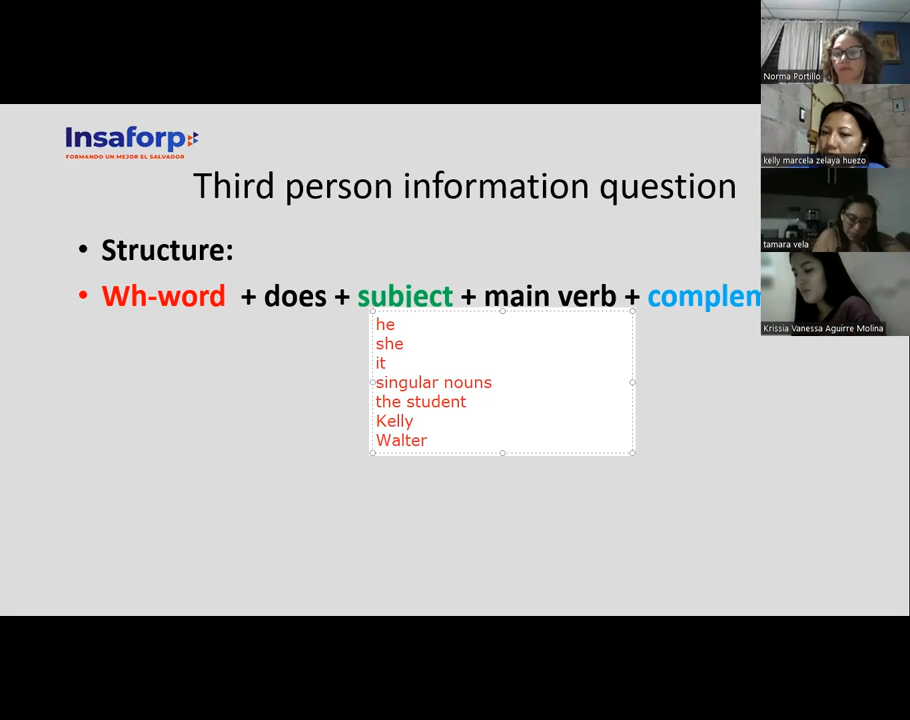 Insaforp
FORMANDO UN MEJOR EL SALVADOR
Third person information question
• Structure:
• Wh-word + does + subject + main verb + complem
he
she
it
singular nouns
the student
Kelly
Walter
Norma Portillo
kelly marcela zelaya huezo
tamara vela
Krissia Vanessa Aguirre Molina